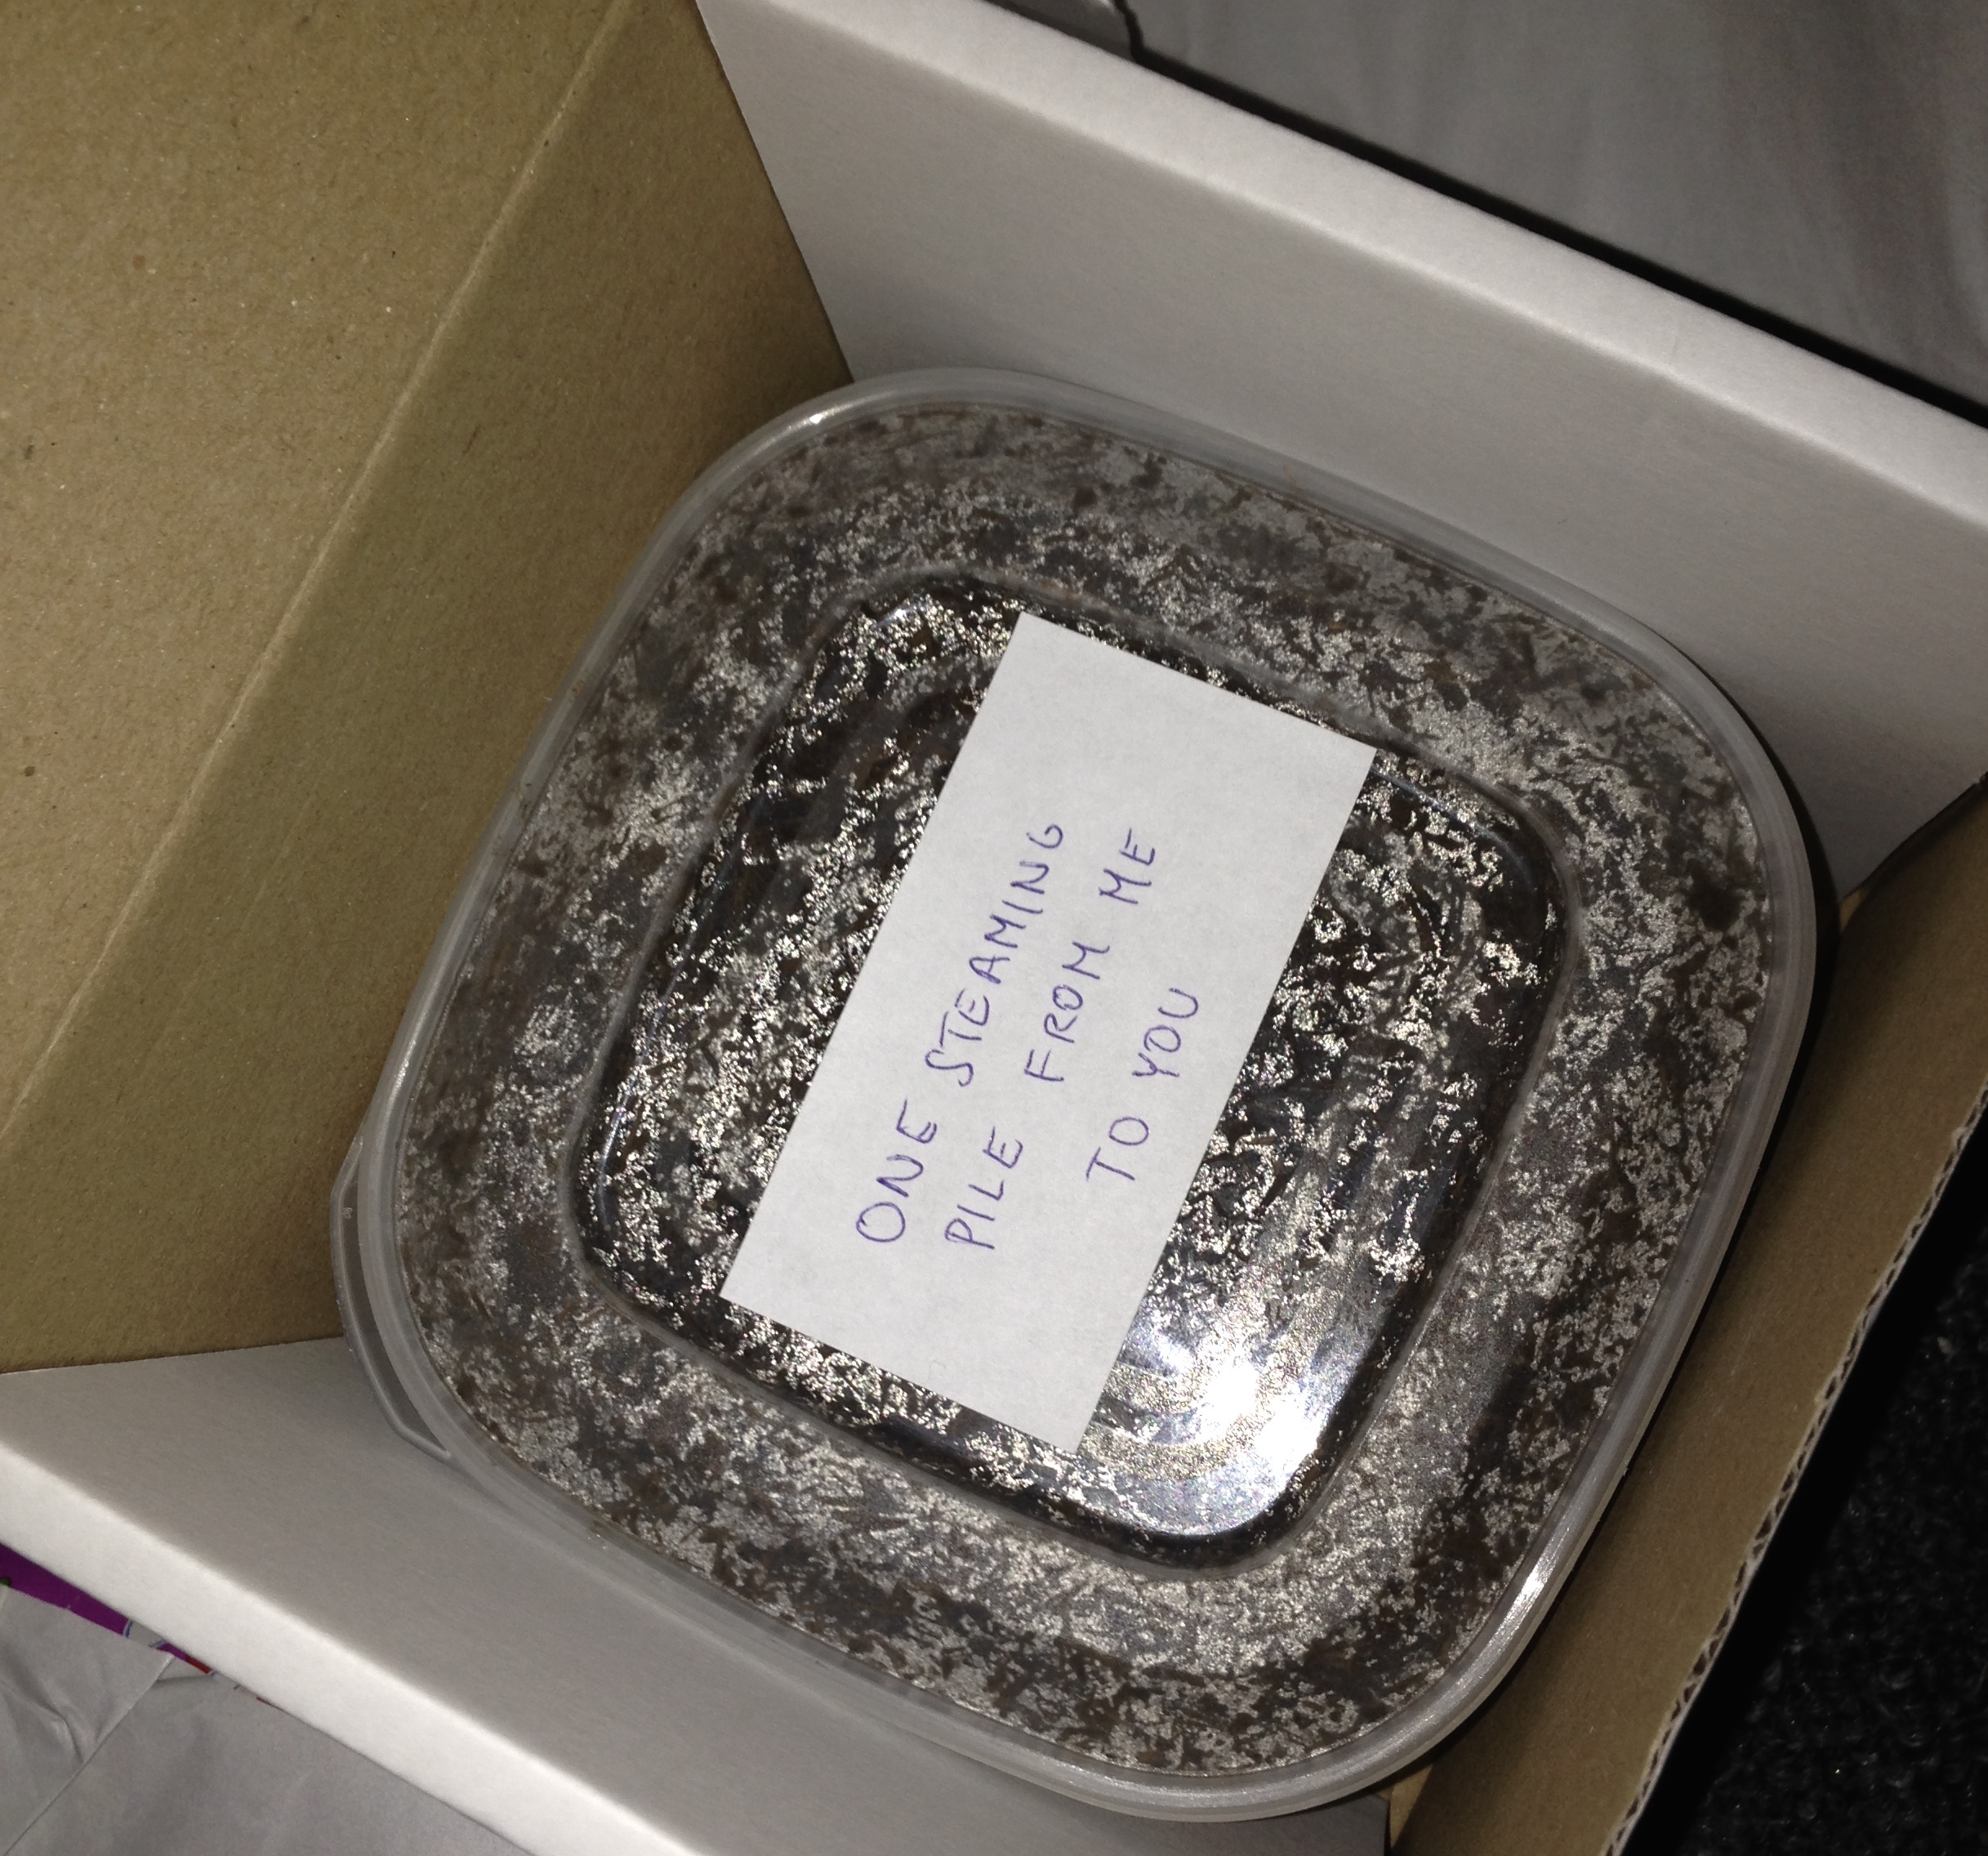 ONE STEAMING
PILE FROM ME
TO YOU